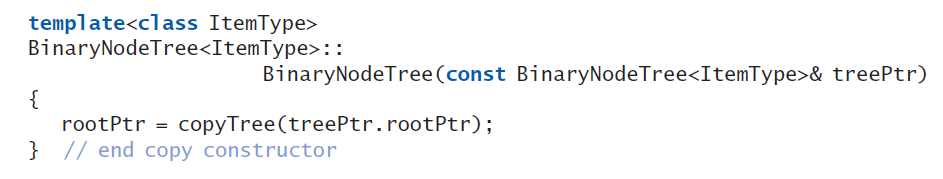 template<class ItemType>
BinaryNodeTree<ItemType>::
BinaryNodeTree(const BinaryNodeTree<ItemType>& treePtr)
{
rootPtr = copyTree(treePtr.rootPtr);
} // end copy constructor